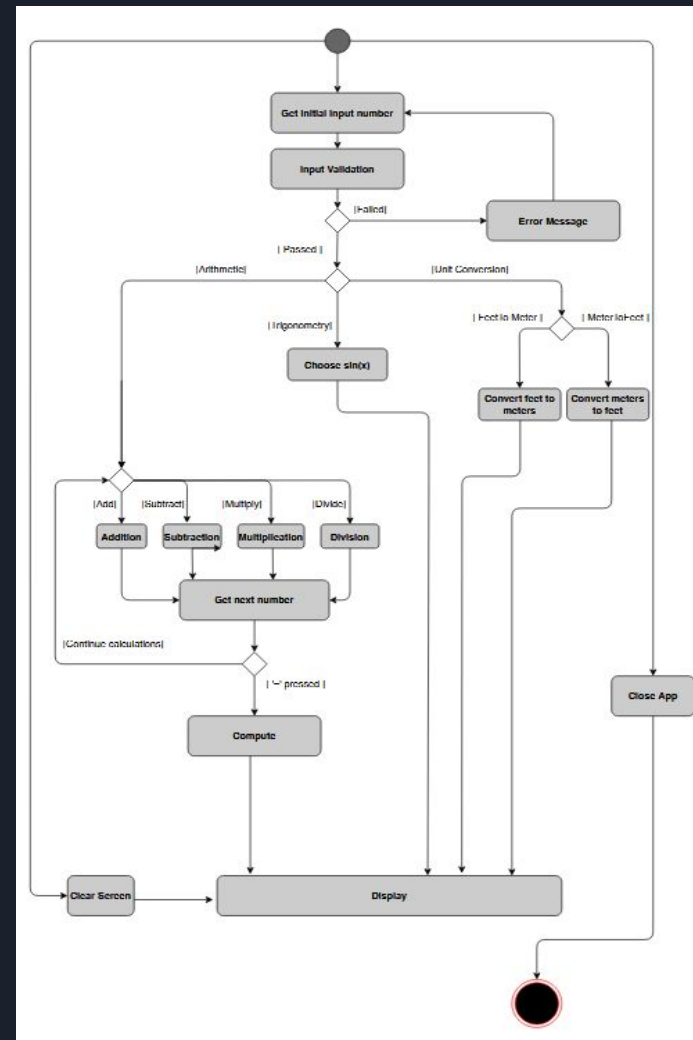 Get initial input number
Input Validation
|Failed|
Error Message
| Passed |
|Arithmetic|
|Unit Conversion|
|Trigonometry|
| Feet to Meter |
| MeterToFeet |
Choose sin(x)
Convert feet to
meters
Convert meters
to feet
|Add|
|Subtract|
|Multiply|
|Divide|
Addition
Subtraction
Multiplication
Division
Get next number
|Continue calculations|
| '=' pressed |
Close App
Compute
Clear Screen
Display